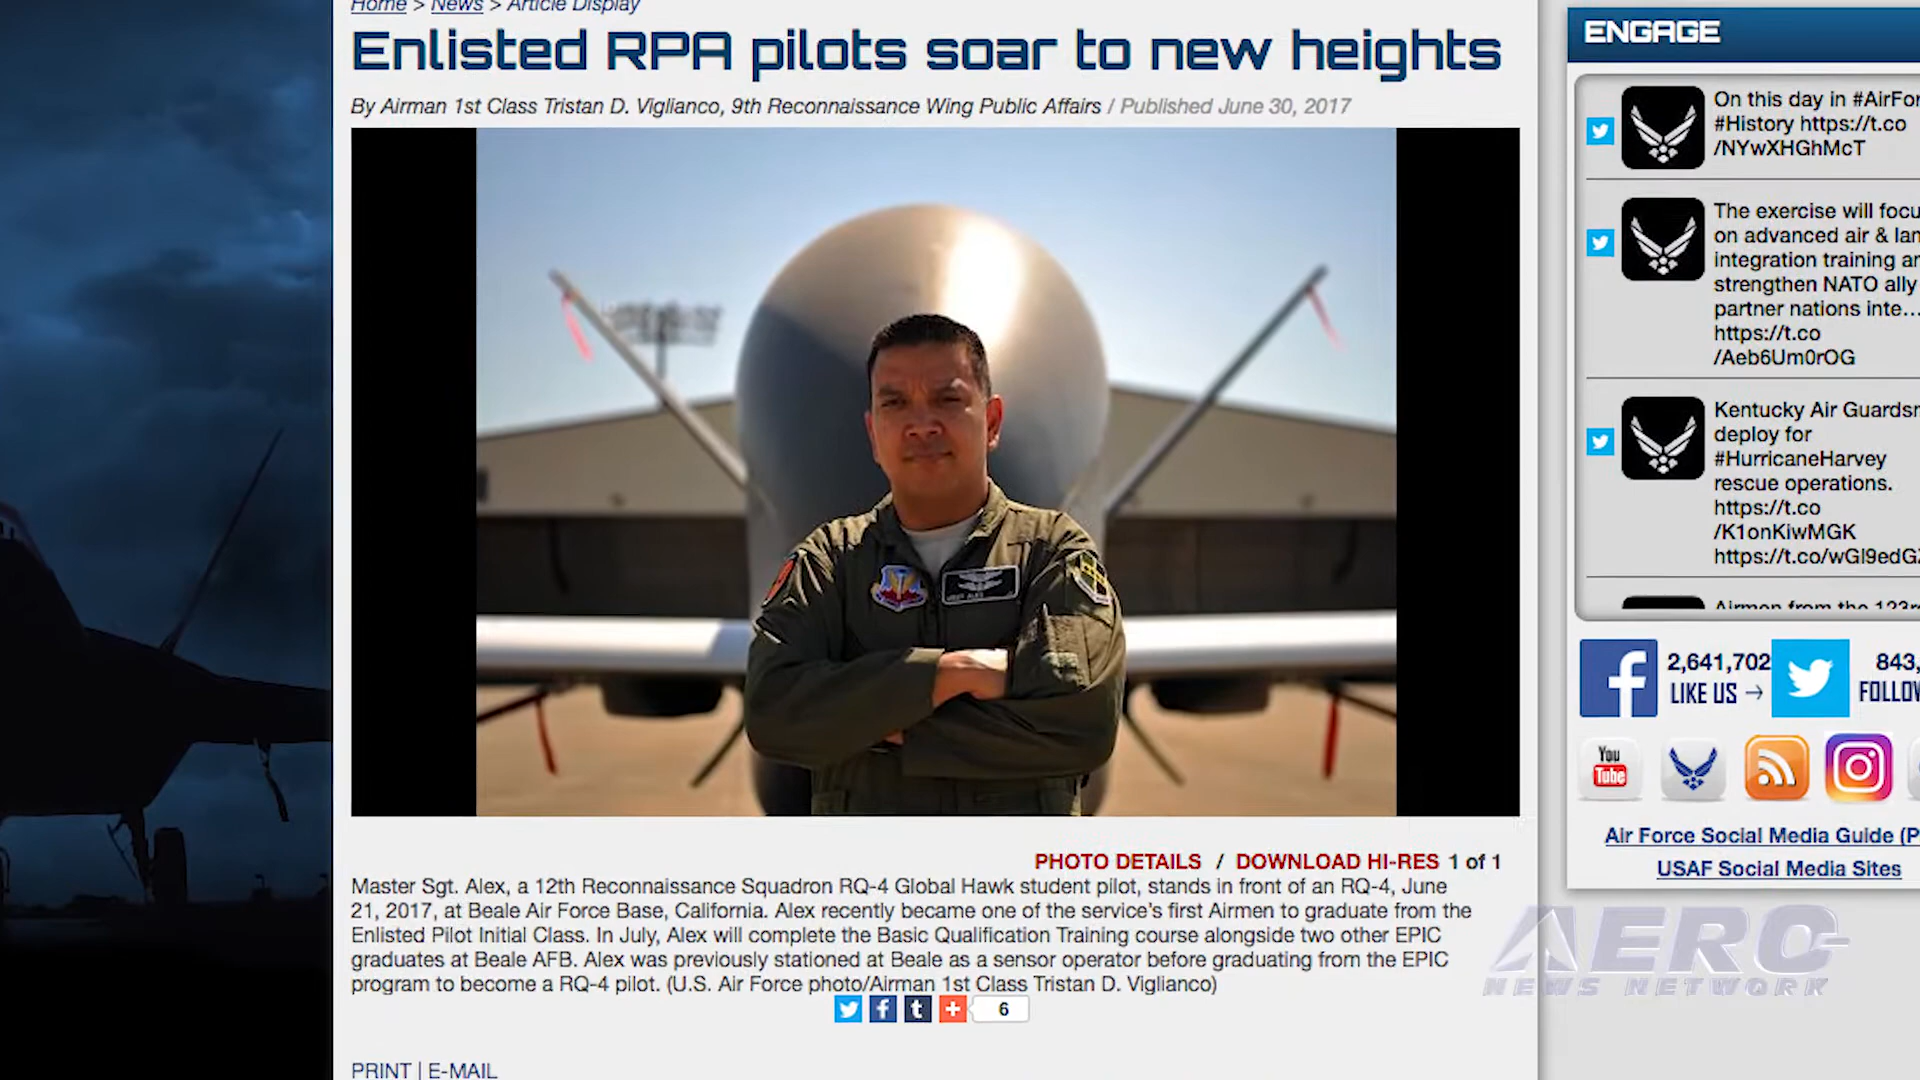 Home > News > Article Display
Enlisted RPA pilots soar to new heights
By Airman 1st Class Tristan D. Viglianco, 9th Reconnaissance Wing Public Affairs / Published June 30, 2017
PHOTO DETAILS / DOWNLOAD HI-RES 1 of 1
Master Sgt. Alex, a 12th Reconnaissance Squadron RQ-4 Global Hawk student pilot, stands in front of an RQ-4, June
21, 2017, at Beale Air Force Base, California. Alex recently became one of the service's first Airmen to graduate from the
Enlisted Pilot Initial Class. In July, Alex will complete the Basic Qualification Training course alongside two other EPIC
graduates at Beale AFB. Alex was previously stationed at Beale as a sensor operator before graduating from the EPIC
program to become a RQ-4 pilot. (U.S. Air Force photo/Airman 1st Class Tristan D. Viglianco)
6
PRINT | E-MAIL
ENGAGE
On this day in #AirFor
#History https://t.co
/NYwXHGhMcT
The exercise will focu
on advanced air & lan
integration training an
strengthen NATO ally
partner nations inte...
https://t.co
/Aeb6Um0rOG
Kentucky Air Guardsn
deploy for
#HurricaneHarvey
rescue operations.
https://t.co
/K1onKiwMGK
https://t.co/wGl9edG
Airmen from the 123r
2,641,702
LIKE US →
843,
FOLLOW
You
Tube
Air Force Social Media Guide (P
USAF Social Media Sites
AERO
NEWS NETWORK